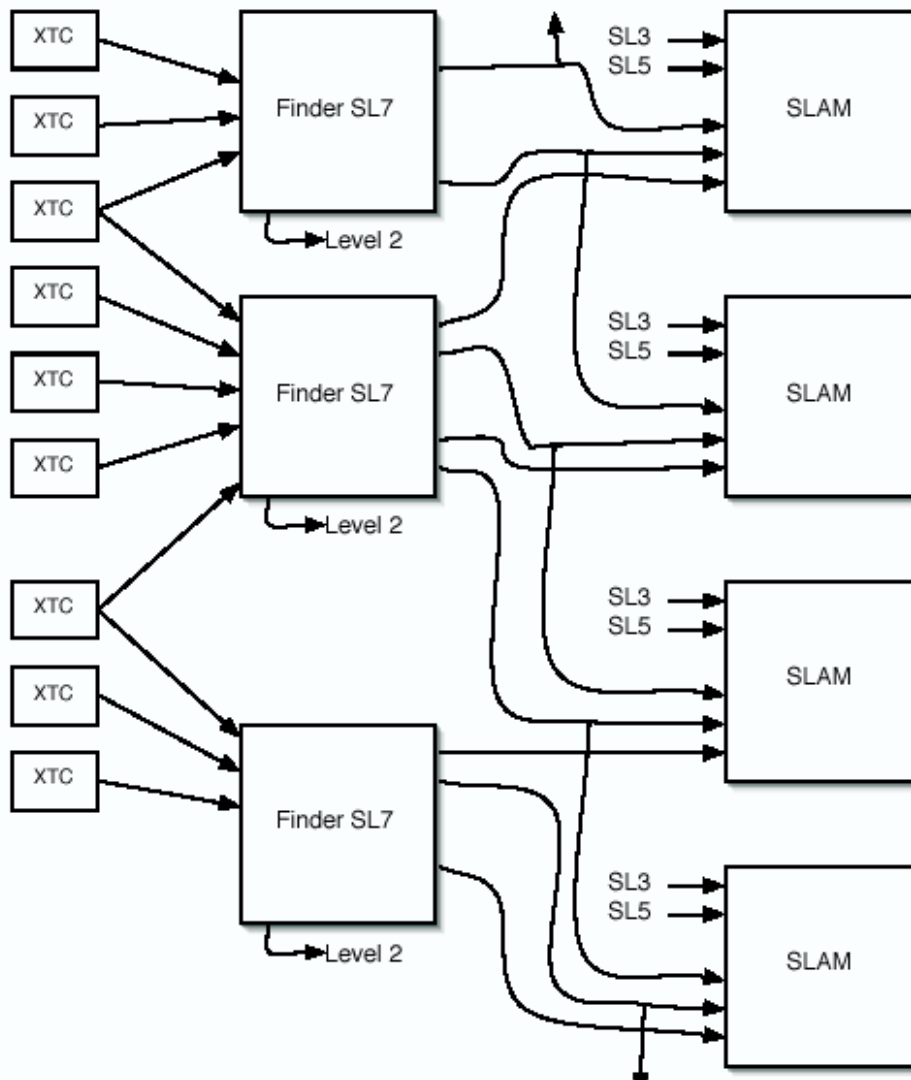 XTC
XTC
XTC
XTC
XTC
XTC
XTC
XTC
XTC
Finder SL7
Level 2
Finder SL7
Level 2
Finder SL7
Level 2
SL3
SL5
SLAM
SL3
SL5
SLAM
SL3
SL5
SLAM
SL3
SL5
SLAM